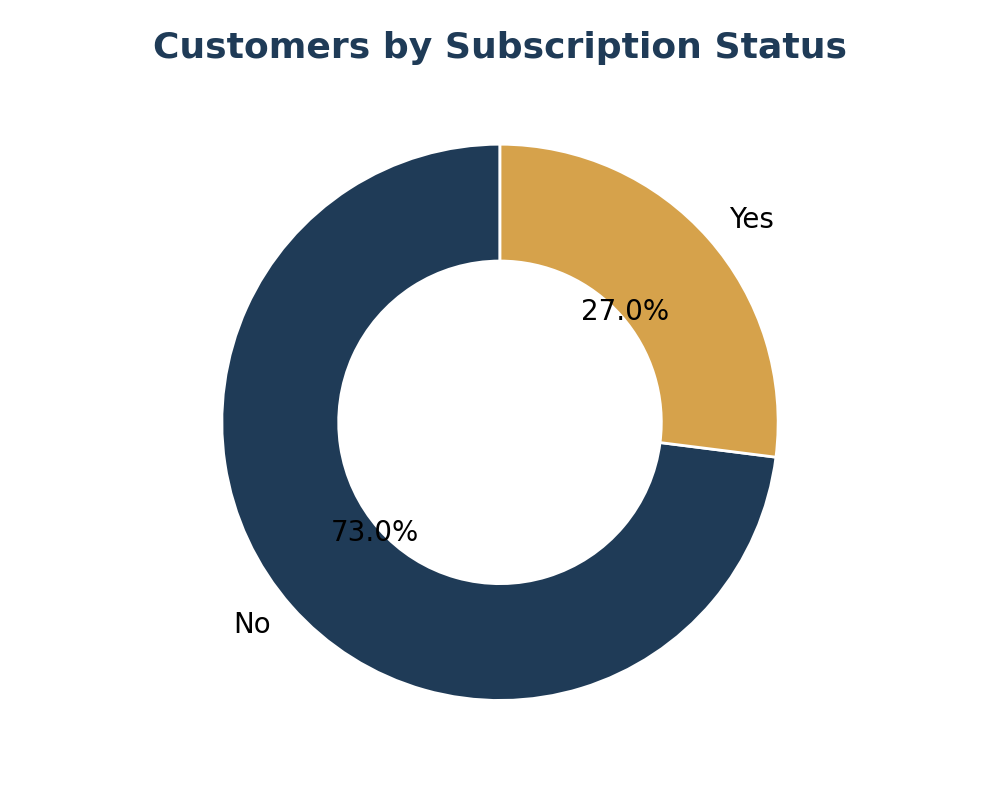 Customers by Subscription Status
Yes
27.0%
73.0%
No